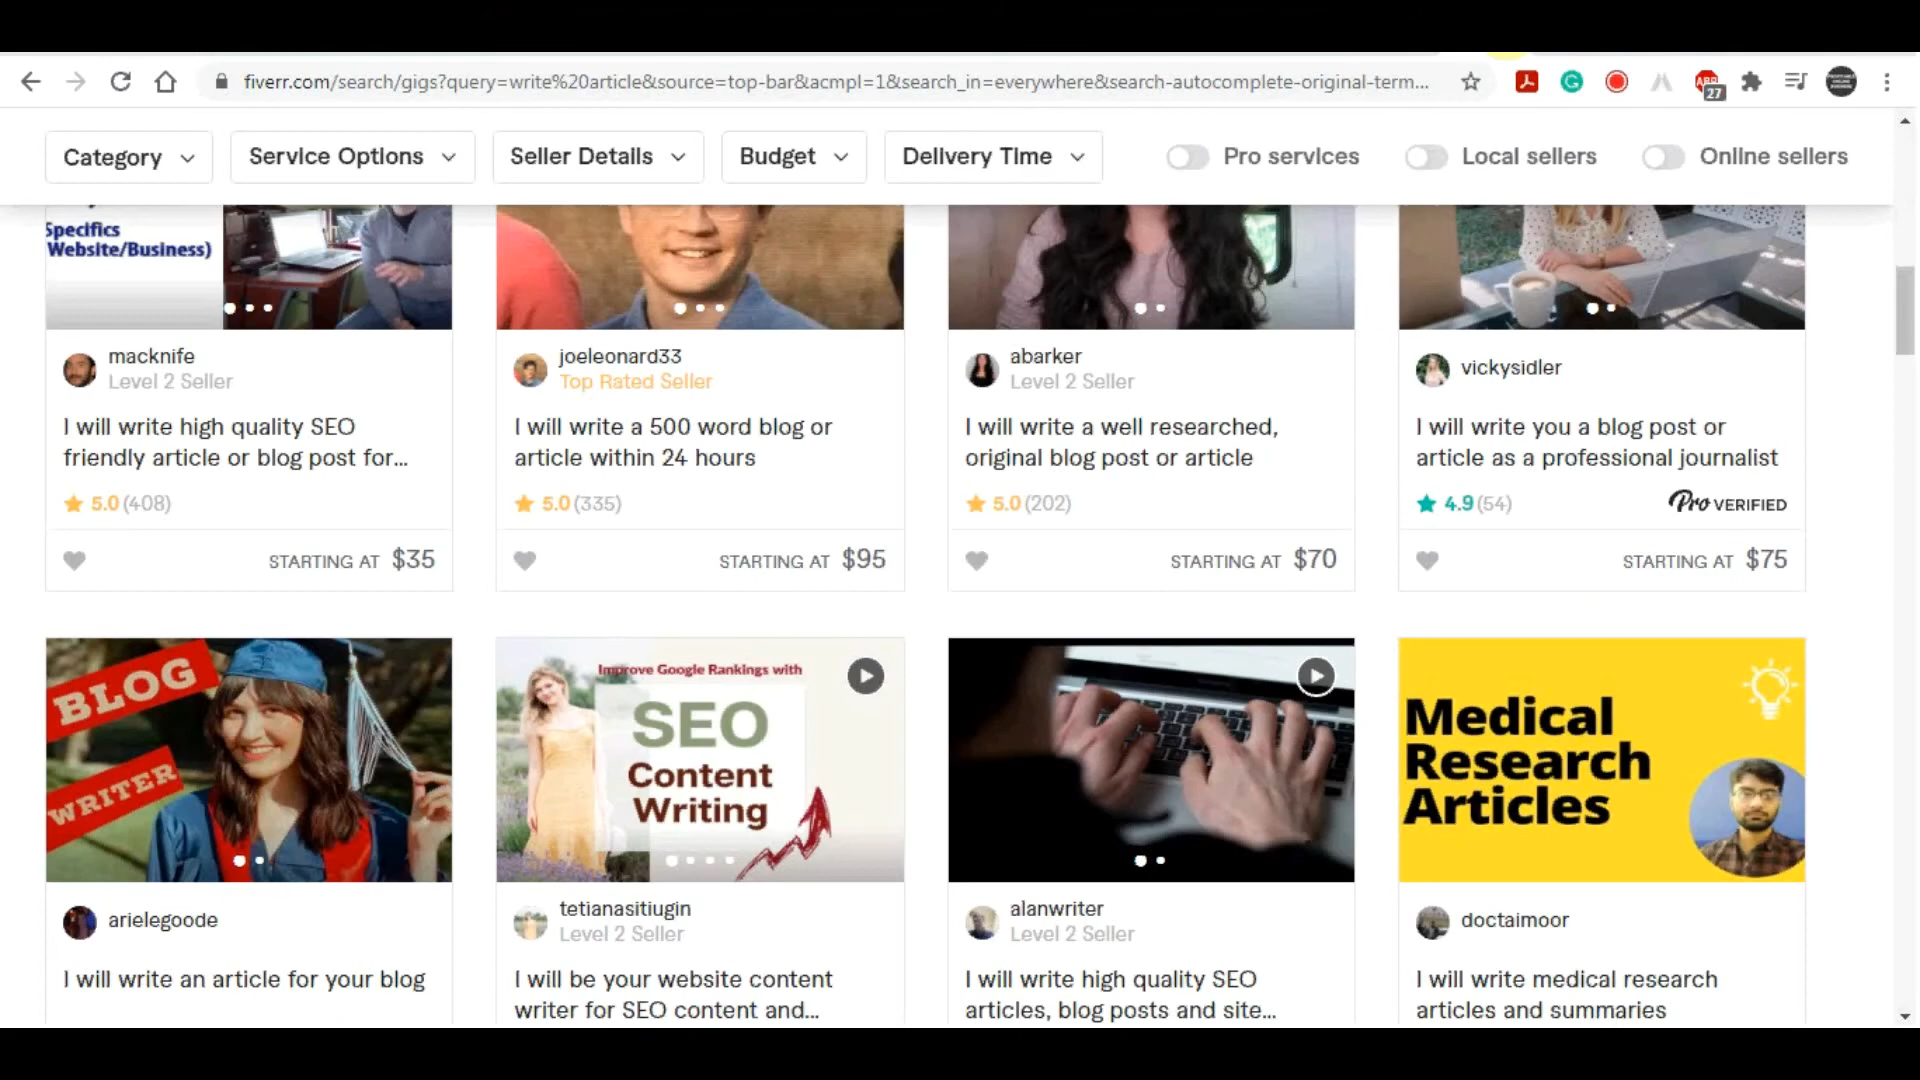 fiverr.com/search/gigs?query=write%20article&source=top-bar&acmpl=1&search_in=everywhere&search-autocomplete-original-term...
27
Category
Service Options
Seller Details
Budget
Delivery Time
Pro services
Local sellers
Online sellers
Specifics
Website/Business)
macknife
Level 2 Seller
I will write high quality SEO
friendly article or blog post for...
5.0 (408)
STARTING AT $35
joeleonard33
Top Rated Seller
I will write a 500 word blog or
article within 24 hours
5.0 (335)
STARTING AT $95
abarker
Level 2 Seller
I will write a well researched,
original blog post or article
5.0 (202)
STARTING AT $70
vickysidler
I will write you a blog post or
article as a professional journalist
4.9 (54)
Pro VERIFIED
STARTING AT $75
BLOG
WRITER
arielegoode
I will write an article for your blog
Improve Google Rankings with
SEO
Content
Writing
tetianasitiugin
Level 2 Seller
I will be your website content
writer for SEO content and...
alanwriter
Level 2 Seller
I will write high quality SEO
articles, blog posts and site...
Medical
Research
Articles
doctaimoor
I will write medical research
articles and summaries